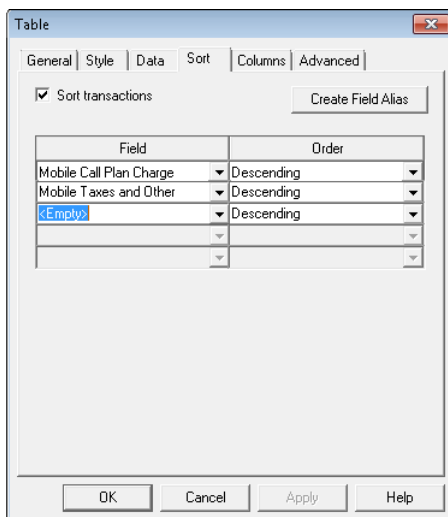 Table
General Style Data Sort Columns Advanced
Sort transactions Create Field Alias
Field Order
Mobile Call Plan Charge Descending
Mobile Taxes and Other Descending
<Empty> Descending
OK Cancel Apply Help